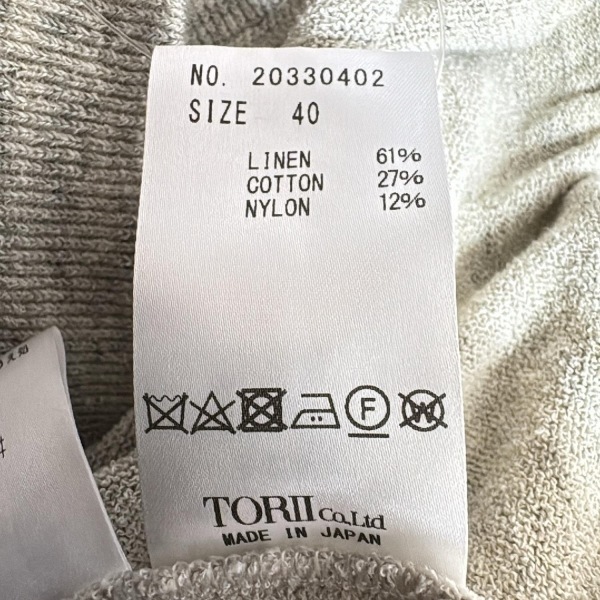 NO. 20330402
SIZE 40
LINEN 61%
COTTON 27%
NYLON 12%
F
W
TORII Co.,Ltd
MADE IN JAPAN